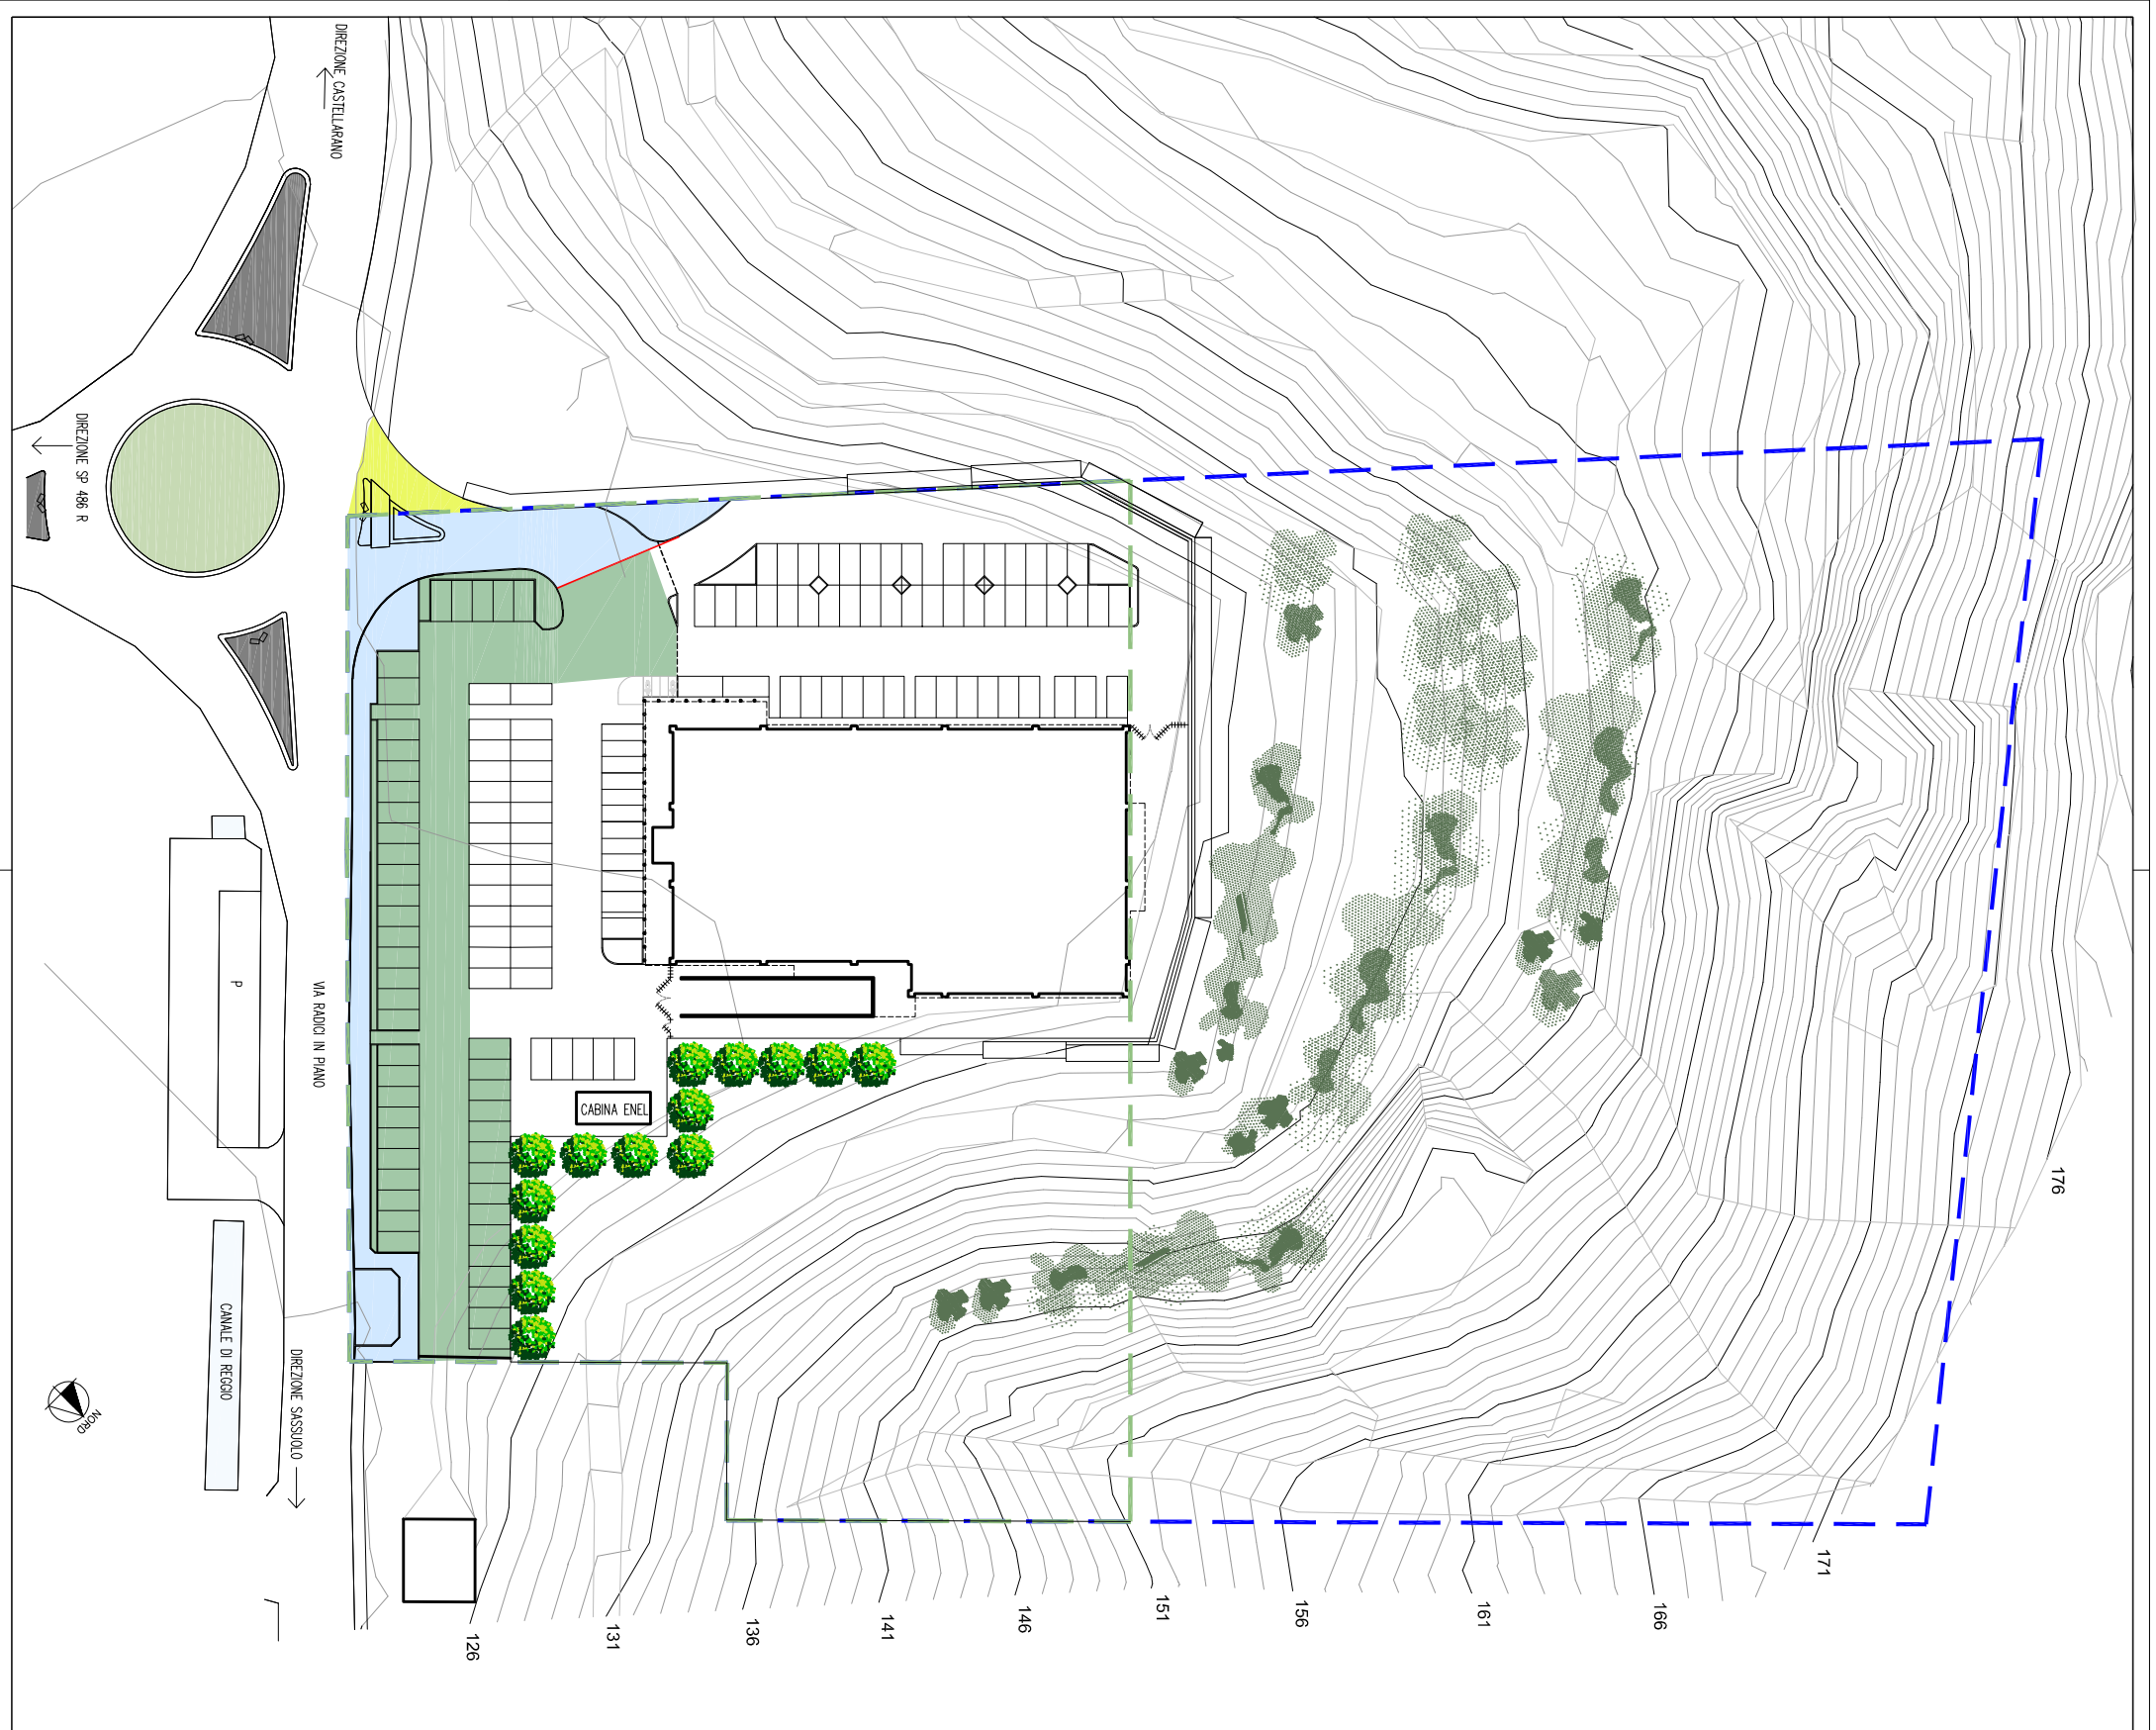 DIREZIONE CASTELLARANO
DIREZIONE SP 486 R
P
VIA RADICI IN PIANO
CABINA ENEL
CANALE DI REGGIO
DIREZIONE SASSUOLO
NORD
126
131
136
141
146
151
156
161
166
171
176